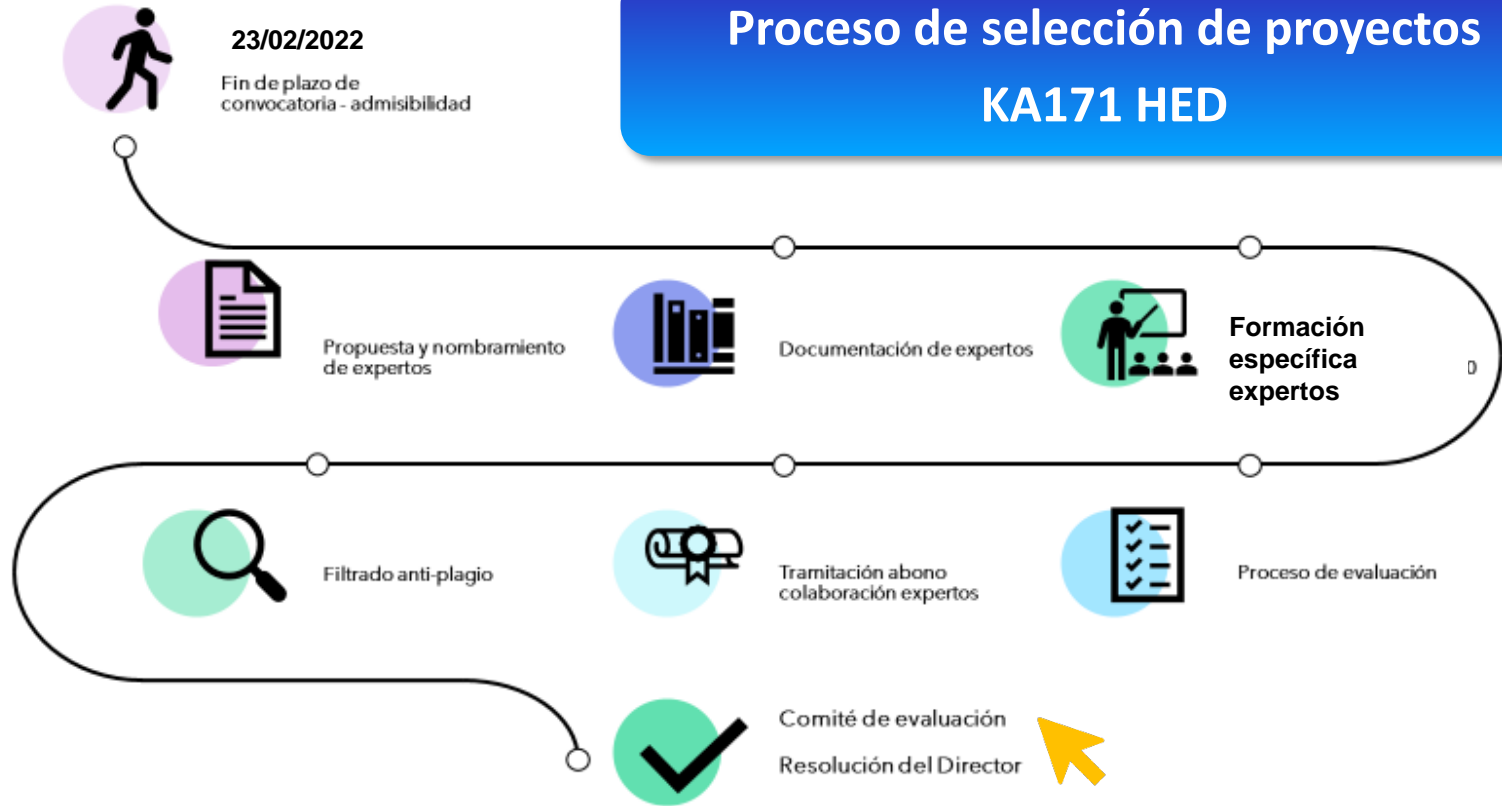 Proceso de selección de proyectos
KA171 HED
23/02/2022
Fin de plazo de
convocatoria - admisibilidad
Propuesta y nombramiento
de expertos
Documentación de expertos
Formación
específica
expertos
Proceso de evaluación
Tramitación abono
colaboración expertos
Filtrado anti-plagio
Comité de evaluación
Resolución del Director